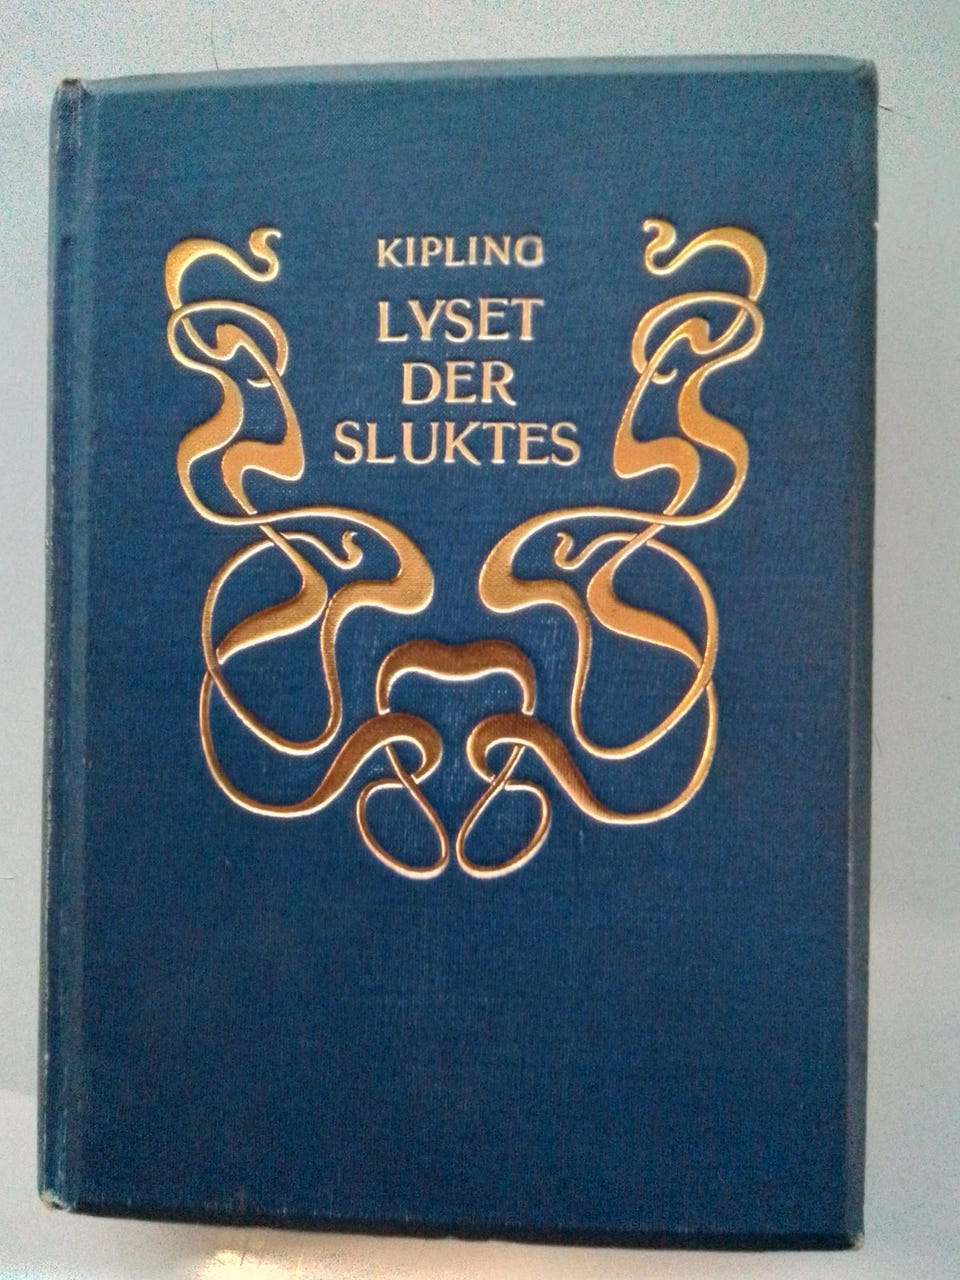 KIPLING
LYSET
DER
SLUKTES